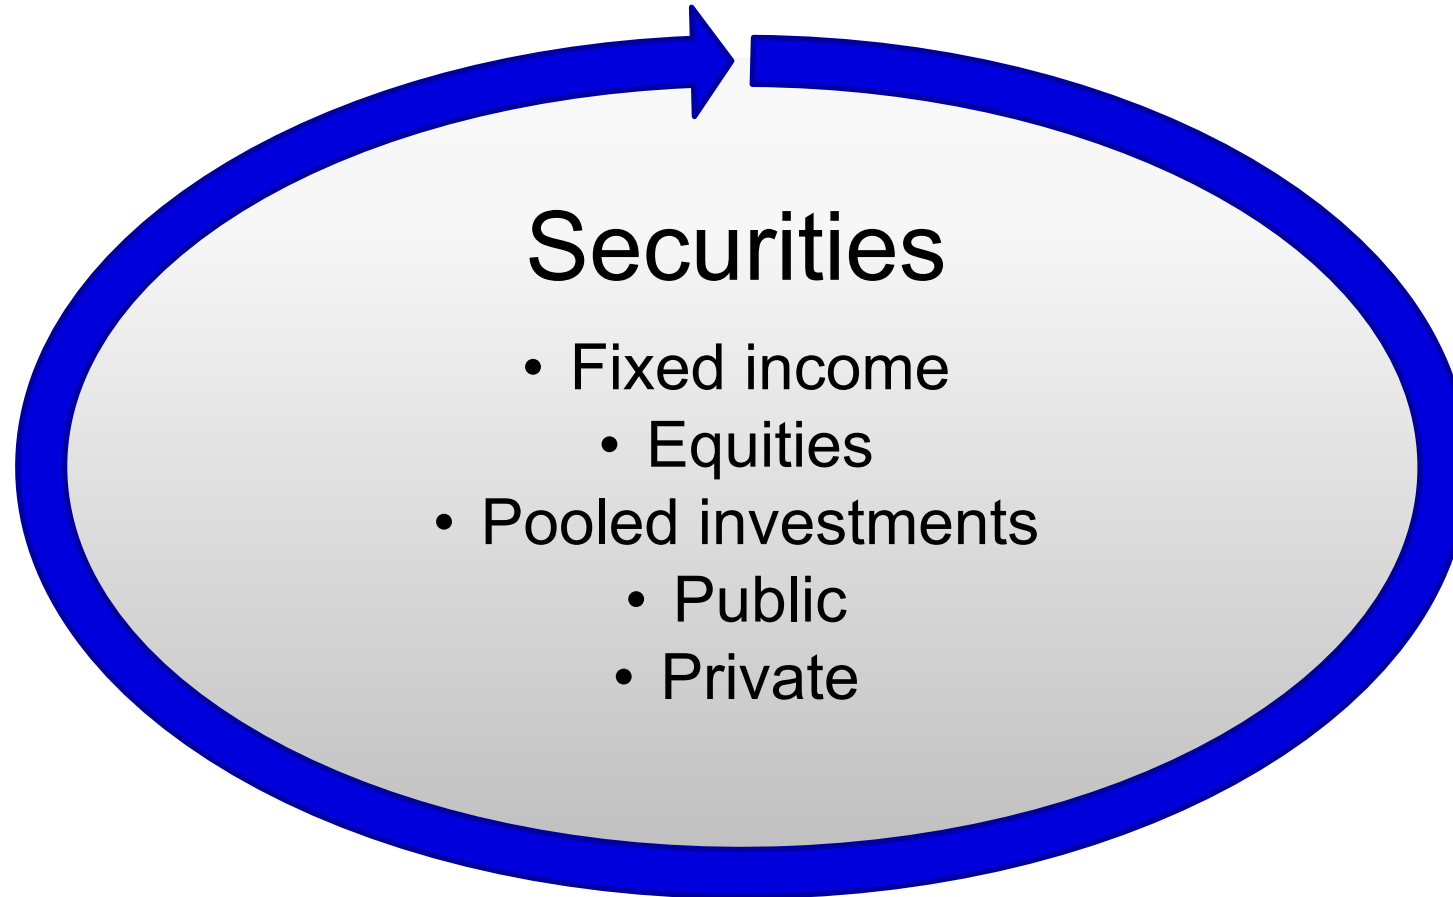 Securities
• Fixed income
• Equities
• Pooled investments
• Public
• Private